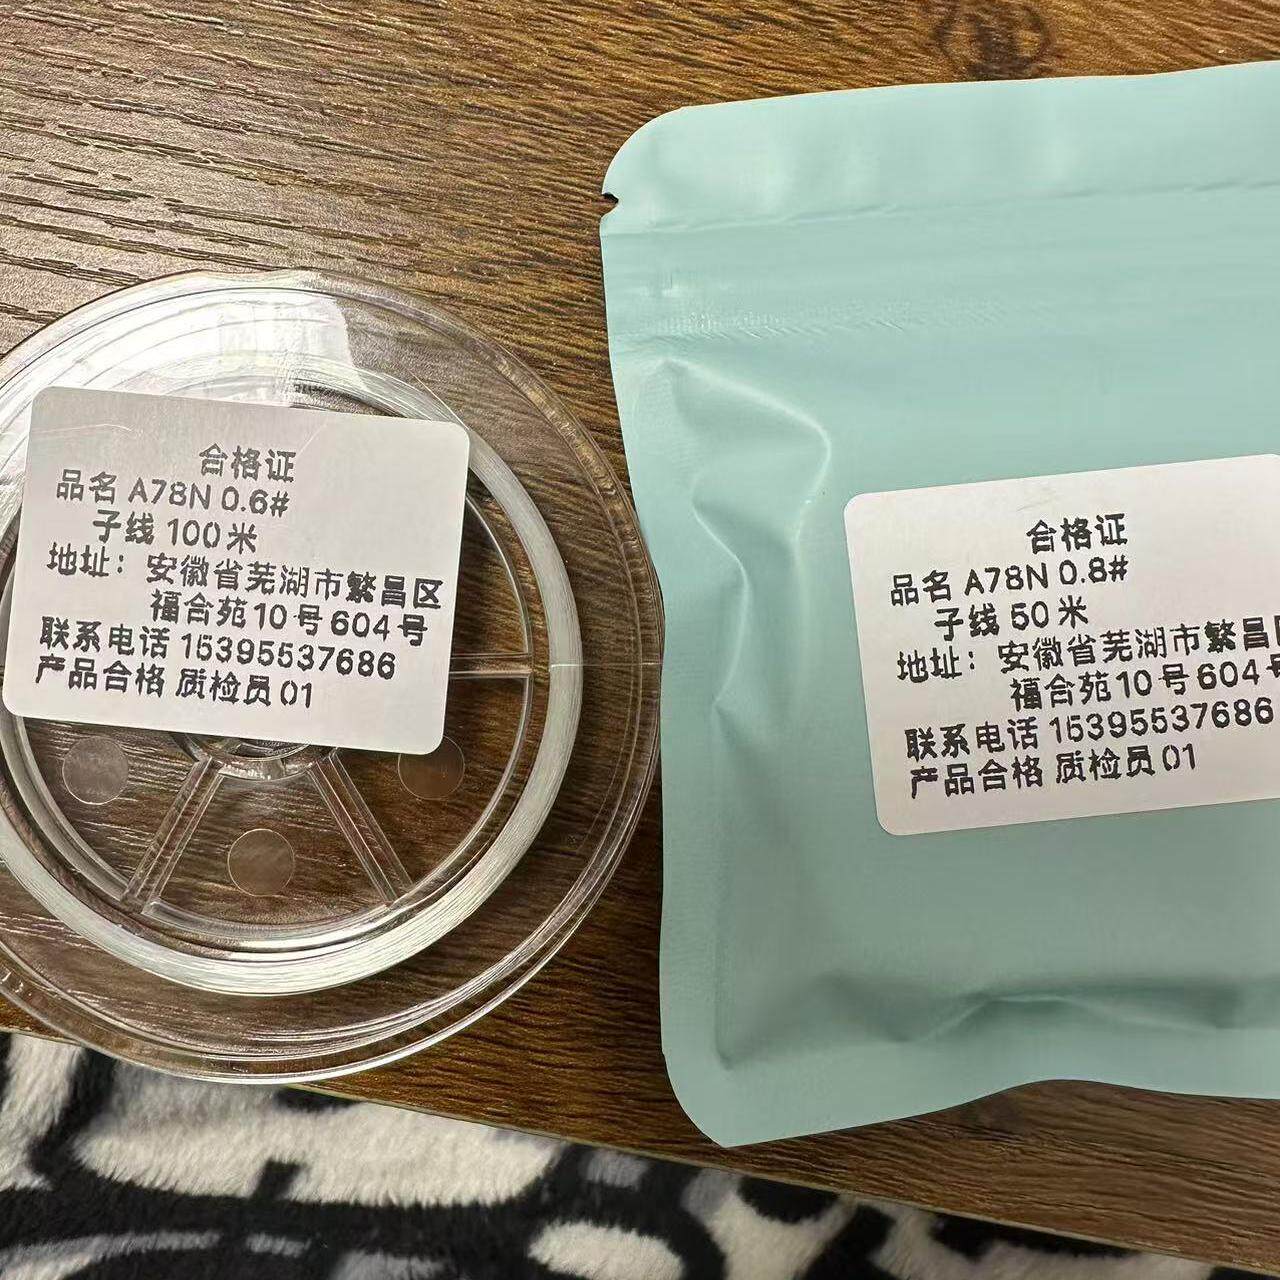 合格证
品名 A78N 0.6#
子线 100 米
地址：安徽省芜湖市繁昌区
福合苑10号604号
联系电话 15395537686
产品合格 质检员01
合格证
品名 A78N 0.8#
子线 50 米
地址：安徽省芜湖市繁昌区
福合苑10号604号
联系电话 15395537686
产品合格 质检员01